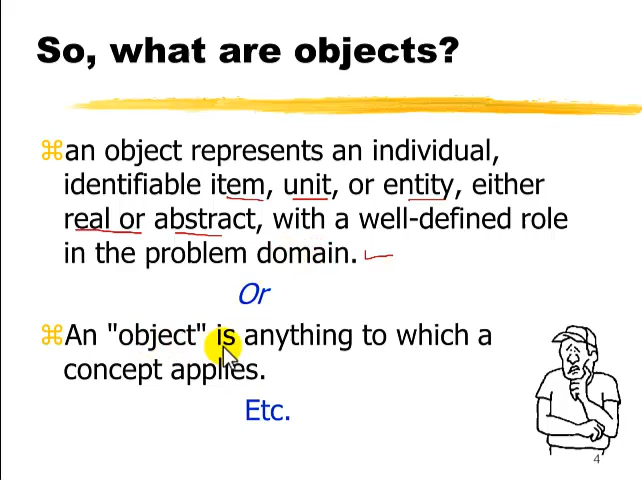 So, what are objects?
⌘an object represents an individual,
identifiable item, unit, or entity, either
real or abstract, with a well-defined role
in the problem domain.
Or
⌘An "object" is anything to which a
concept applies.
Etc.
4